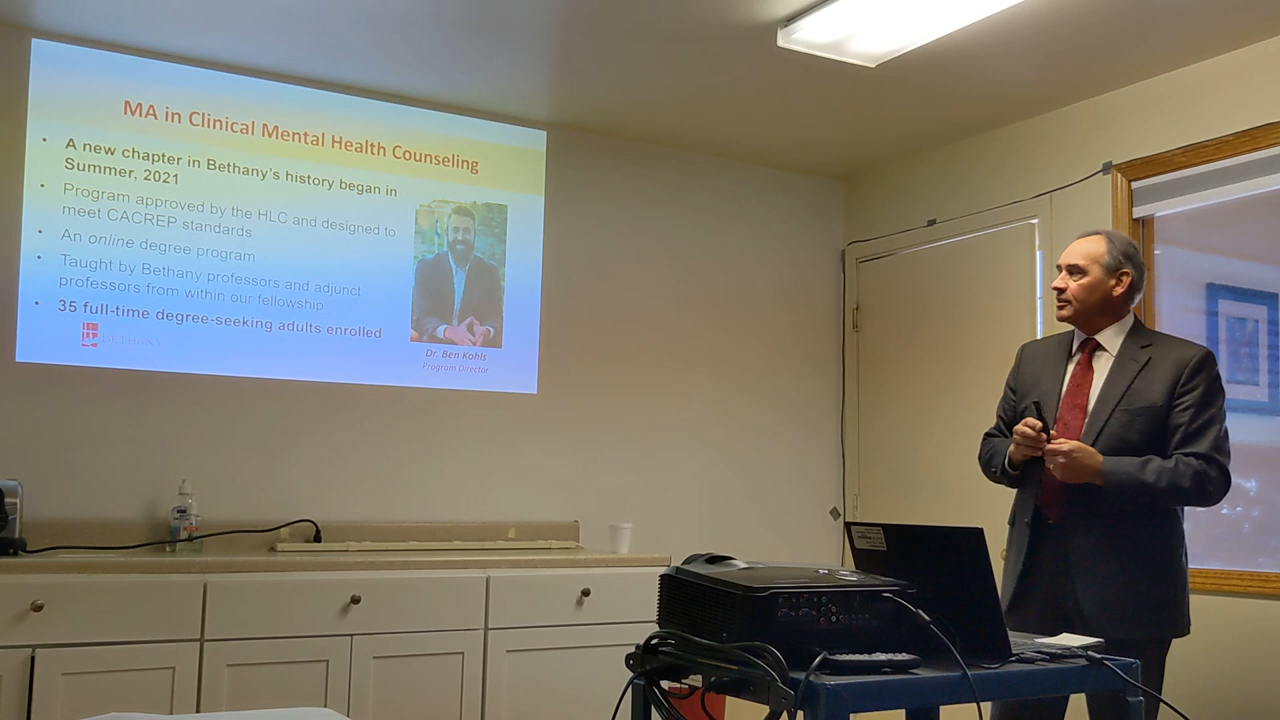 MA in Clinical Mental Health Counseling
• A new chapter in Bethany's history began in
Summer, 2021
• Program approved by the HLC and designed to
meet CACREP standards
• An online degree program
• Taught by Bethany professors and adjunct
professors from within our fellowship
• 35 full-time degree-seeking adults enrolled
BETHANY
Dr. Ben Kohls
Program Director